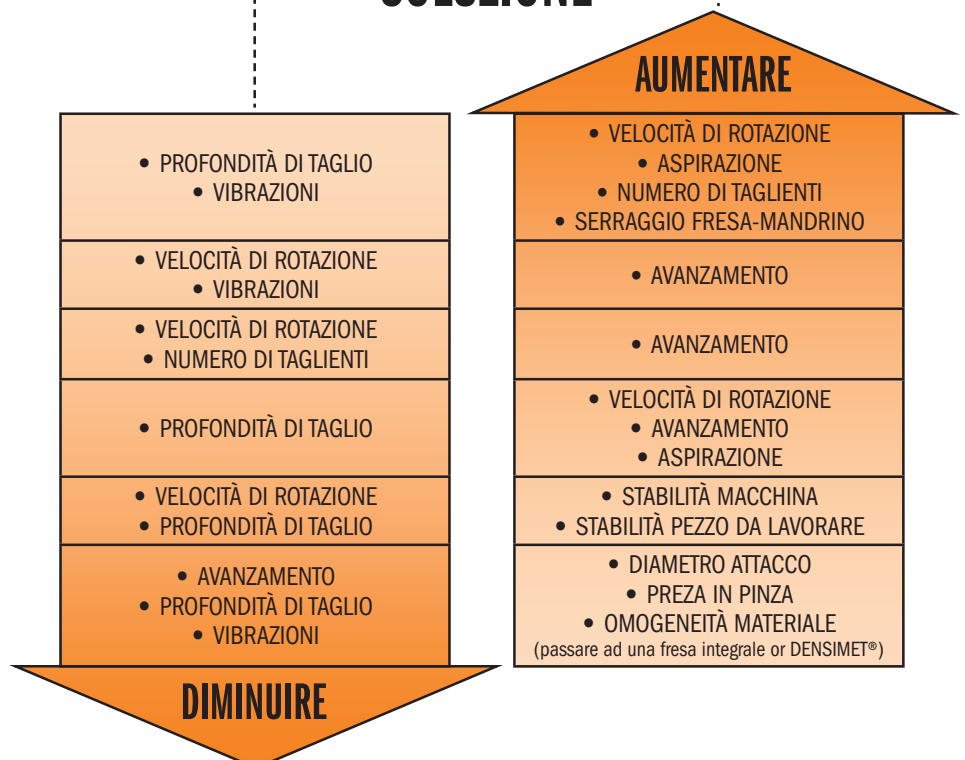 SOLUZIONE
• PROFONDITÀ DI TAGLIO
• VIBRAZIONI
• VELOCITÀ DI ROTAZIONE
• VIBRAZIONI
• VELOCITÀ DI ROTAZIONE
• NUMERO DI TAGLIENTI
• PROFONDITÀ DI TAGLIO
• VELOCITÀ DI ROTAZIONE
• PROFONDITÀ DI TAGLIO
• AVANZAMENTO
• PROFONDITÀ DI TAGLIO
• VIBRAZIONI
DIMINUIRE
AUMENTARE
• VELOCITÀ DI ROTAZIONE
• ASPIRAZIONE
• NUMERO DI TAGLIENTI
• SERRAGGIO FRESA-MANDRINO
• AVANZAMENTO
• AVANZAMENTO
• VELOCITÀ DI ROTAZIONE
• AVANZAMENTO
• ASPIRAZIONE
• STABILITÀ MACCHINA
• STABILITÀ PEZZO DA LAVORARE
• DIAMETRO ATTACCO
• PREZA IN PINZA
• OMOGENEITÀ MATERIALE
(passare ad una fresa integrale or DENSIMET®)